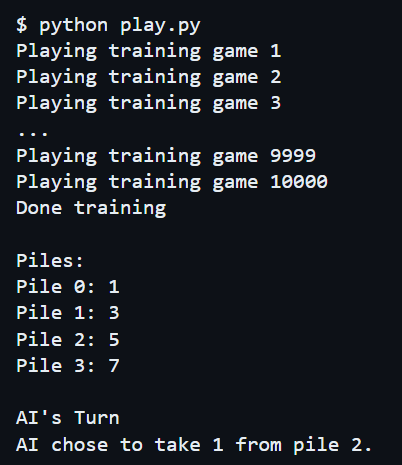 $ python play.py
Playing training game 1
Playing training game 2
Playing training game 3
...
Playing training game 9999
Playing training game 10000
Done training
Piles:
Pile 0: 1
Pile 1: 3
Pile 2: 5
Pile 3: 7
AI's Turn
AI chose to take 1 from pile 2.